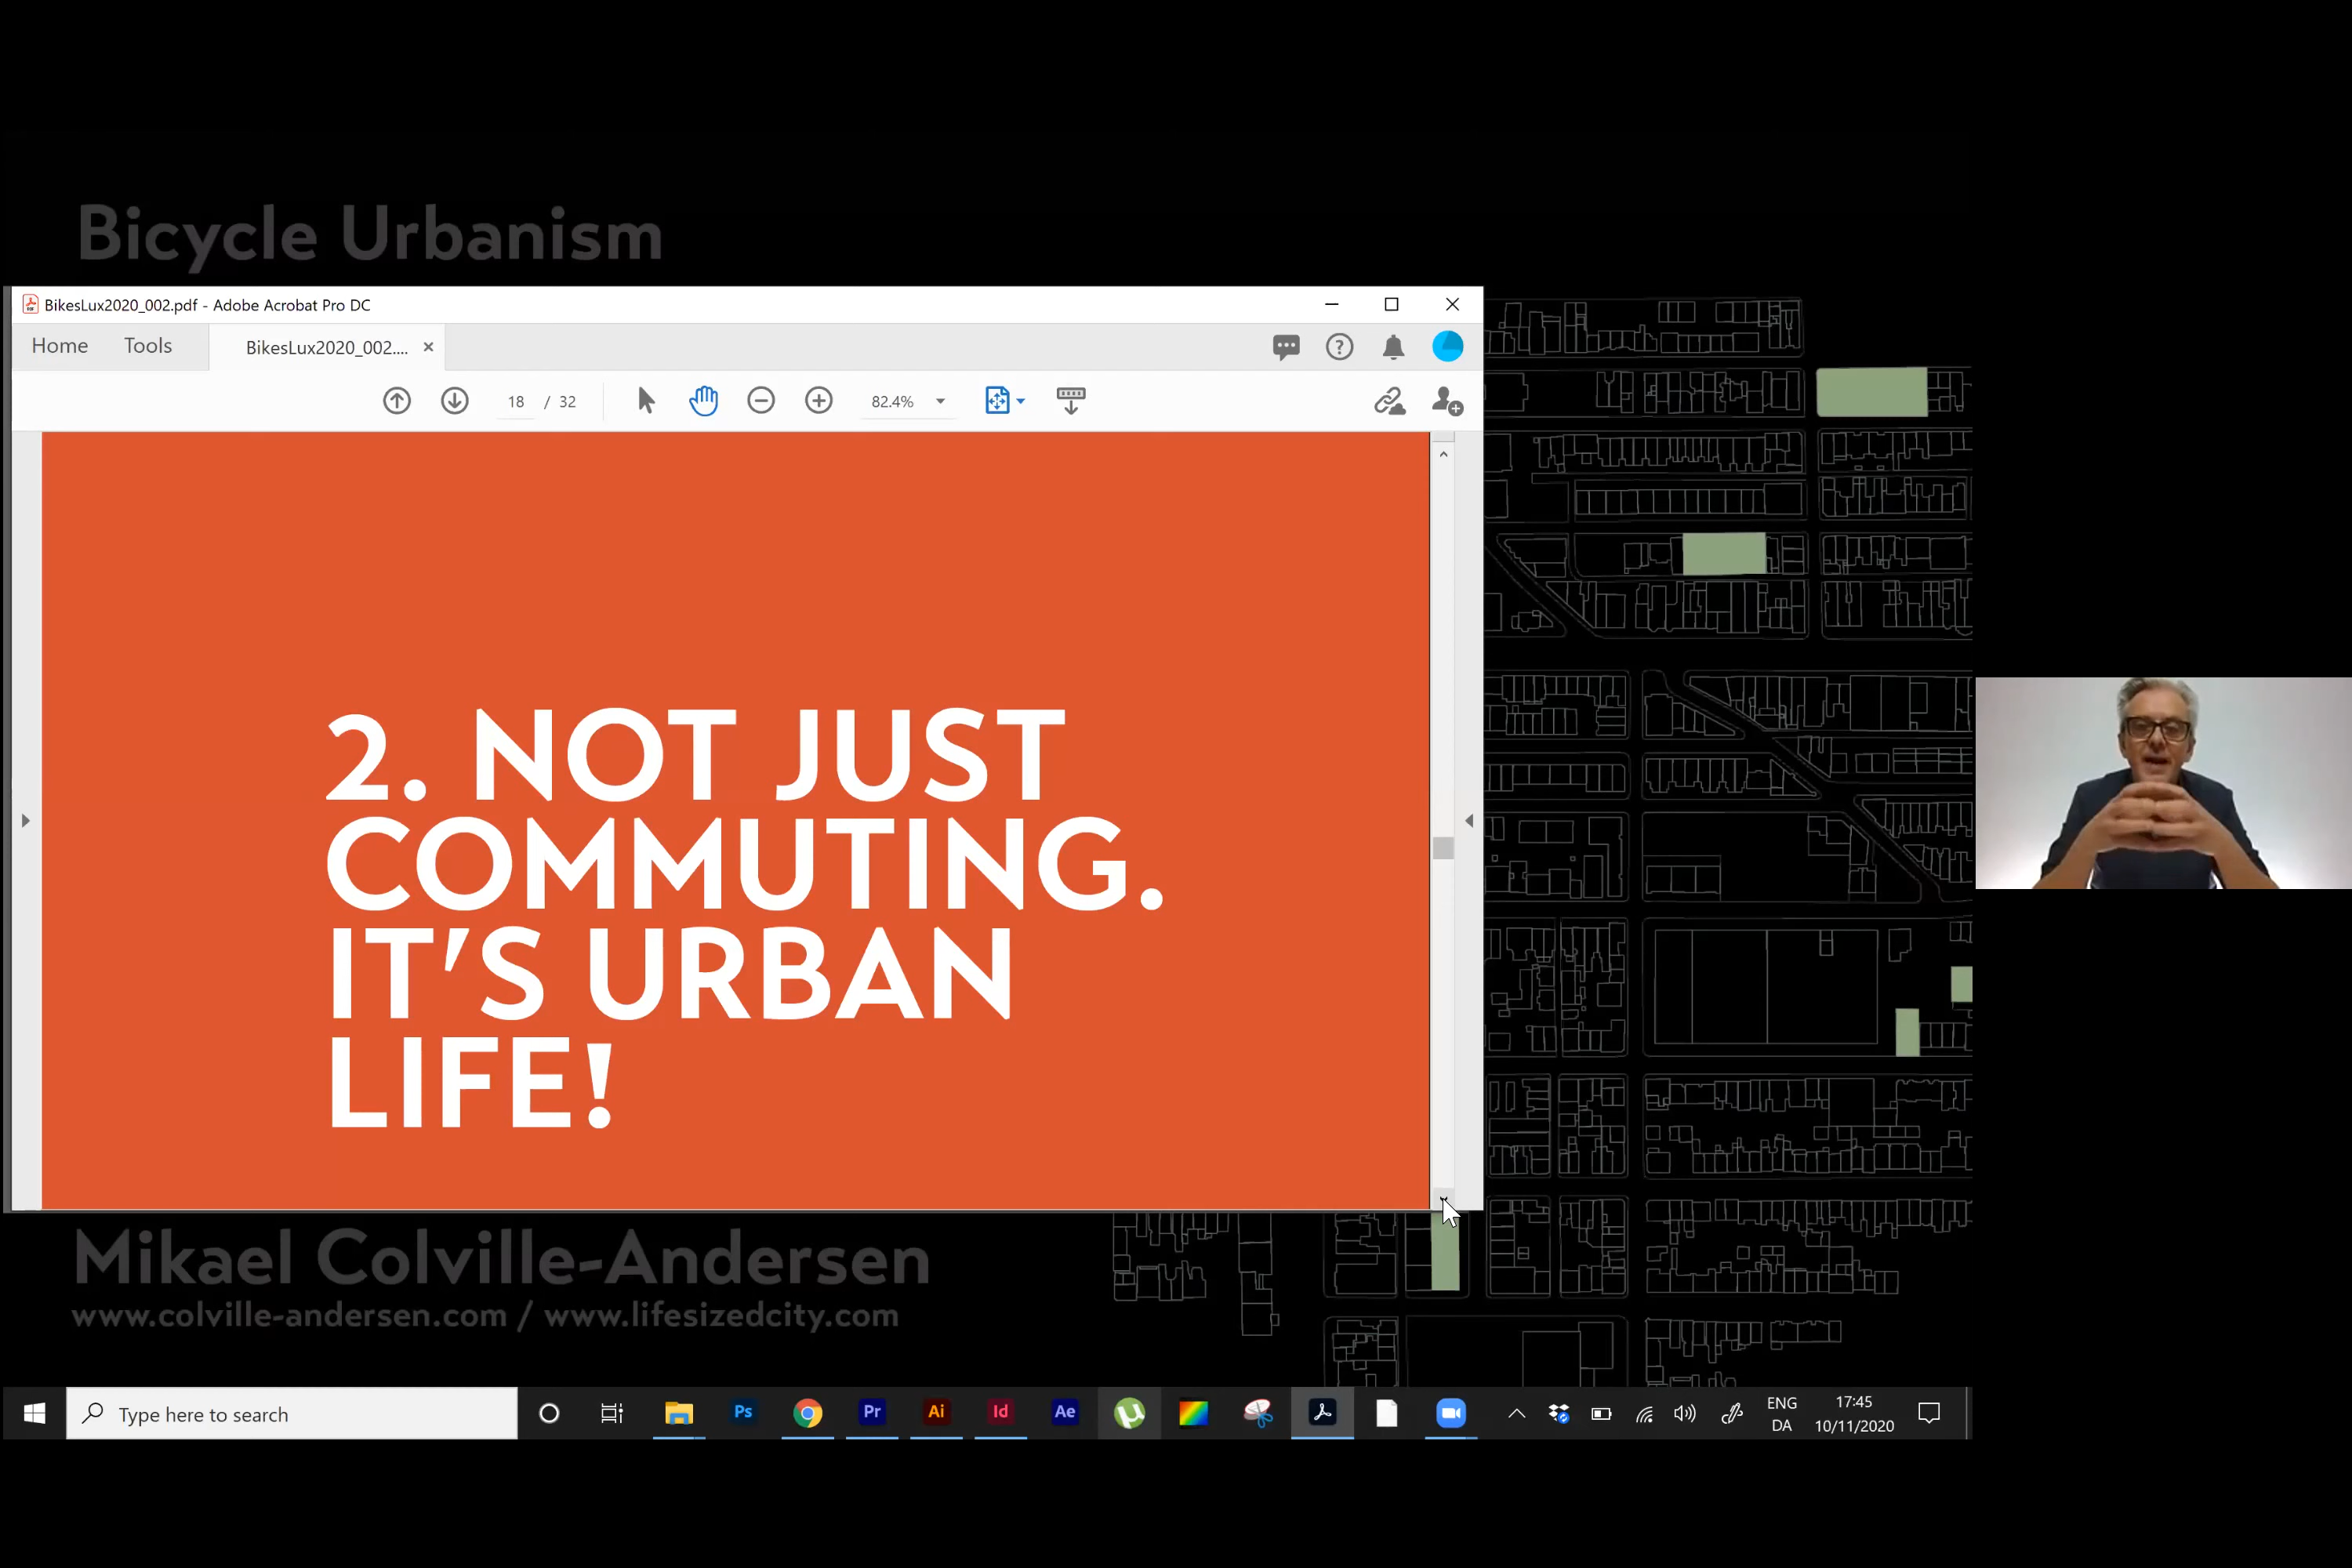 Bicycle Urbanism
BikesLux2020_002.pdf - Adobe Acrobat Pro DC
Home Tools BikesLux2020_002....
18 / 32 82.4%
2. NOT JUST
COMMUTING.
IT'S URBAN
LIFE!
Mikael Colville-Andersen
www.colville-andersen.com / www.lifesizedcity.com
Type here to search
Ps Pr Ai Id Ae
ENG 17:45
DA 10/11/2020